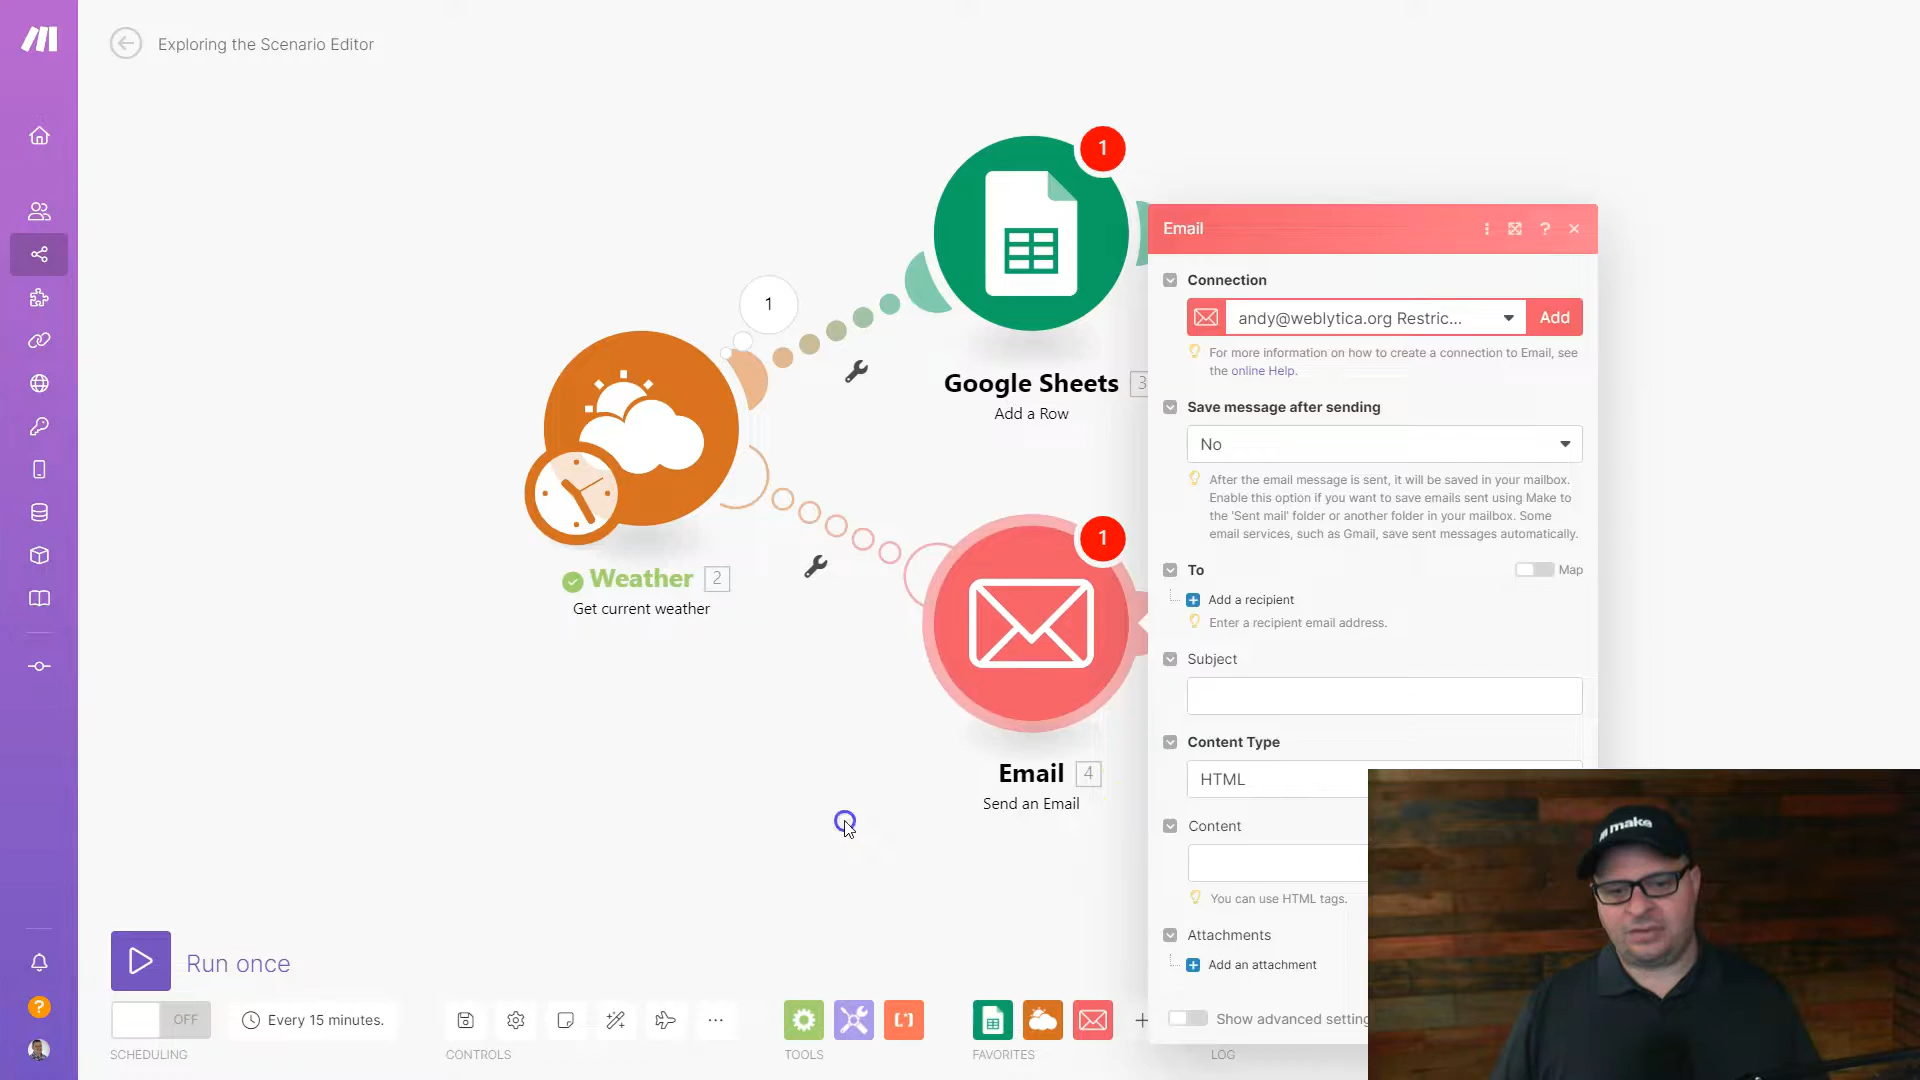 Exploring the Scenario Editor
1
1
Google Sheets 3
Add a Row
Weather 2
Get current weather
1
Email 4
Send an Email
Email
?
Connection
andy@weblytica.org Restric...
Add
For more information on how to create a connection to Email, see
the online Help.
Save message after sending
No
After the email message is sent, it will be saved in your mailbox.
Enable this option if you want to save emails sent using Make to
the 'Sent mail' folder or another folder in your mailbox. Some
email services, such as Gmail, save sent messages automatically.
To
Map
Add a recipient
Enter a recipient email address.
Subject
Content Type
HTML
Content
You can use HTML tags.
Attachments
Add an attachment
Show advanced setting
make
Run once
OFF
Every 15 minutes.
SCHEDULING
CONTROLS
TOOLS
FAVORITES
LOG
?